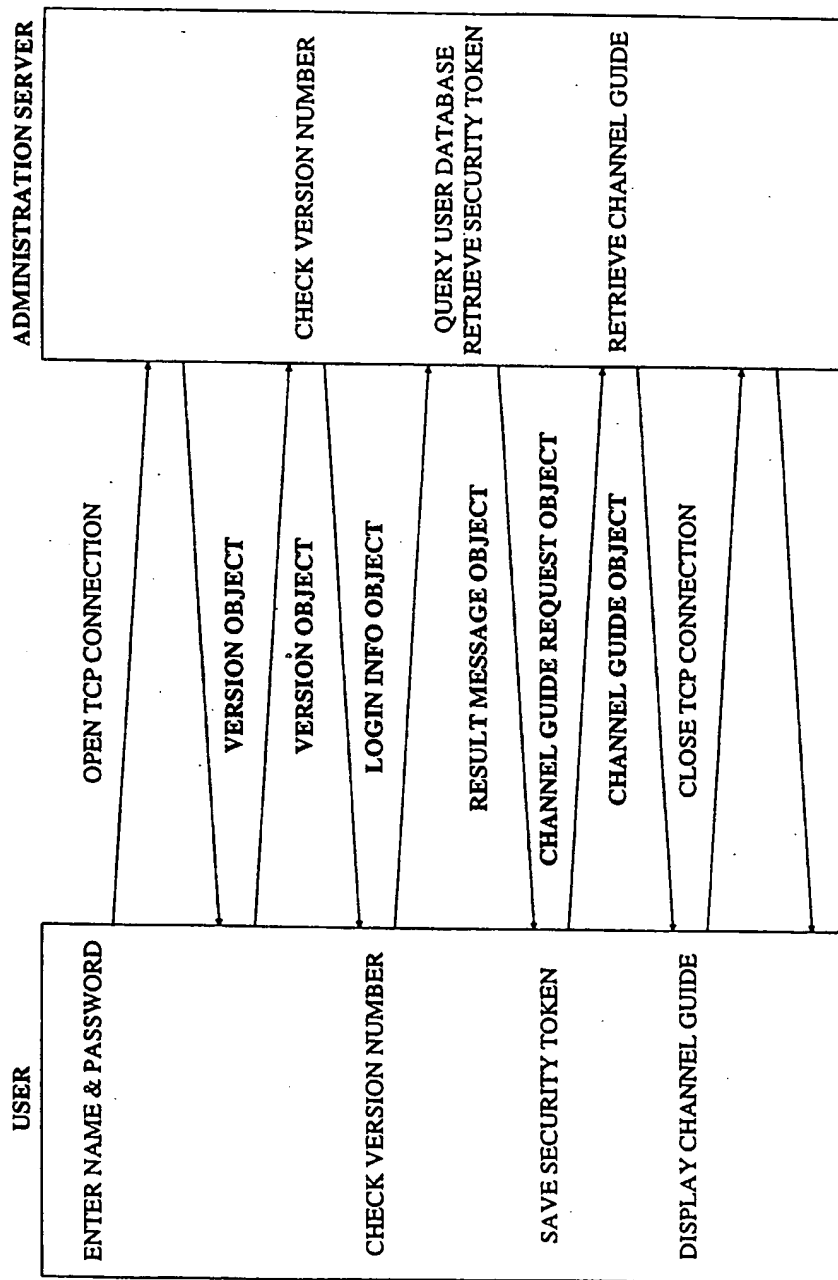 USER
ADMINISTRATION SERVER
ENTER NAME & PASSWORD
OPEN TCP CONNECTION
VERSION OBJECT
VERSION OBJECT
CHECK VERSION NUMBER
CHECK VERSION NUMBER
LOGIN INFO OBJECT
QUERY USER DATABASE
RETRIEVE SECURITY TOKEN
RESULT MESSAGE OBJECT
SAVE SECURITY TOKEN
CHANNEL GUIDE REQUEST OBJECT
RETRIEVE CHANNEL GUIDE
CHANNEL GUIDE OBJECT
DISPLAY CHANNEL GUIDE
CLOSE TCP CONNECTION